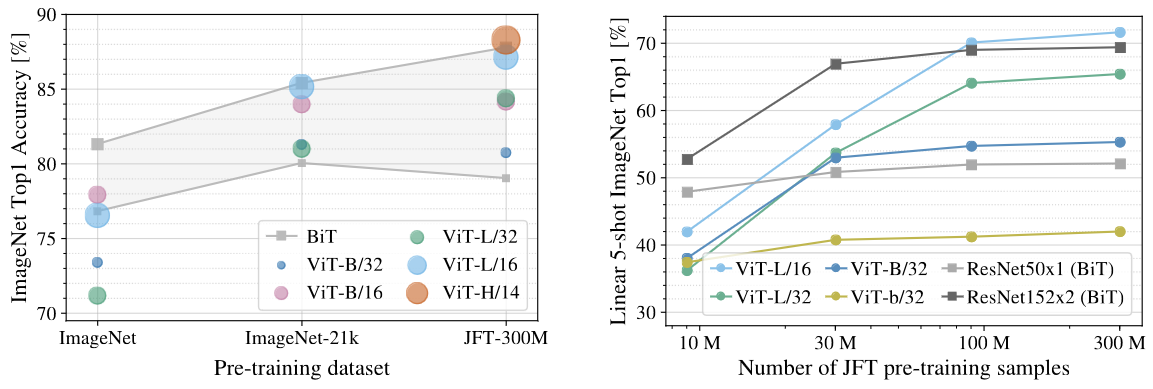 ImageNet Top1 Accuracy [%]
90
85
80
75
70
BiT
ViT-B/32
ViT-B/16
ViT-L/32
ViT-L/16
ViT-H/14
ImageNet
ImageNet-21k
JFT-300M
Pre-training dataset
Linear 5-shot ImageNet Top1 [%]
70
60
50
40
30
ViT-L/16
ViT-L/32
ViT-B/32
ViT-b/32
ResNet50x1 (BiT)
ResNet152x2 (BiT)
10 M
30 M
100 M
300 M
Number of JFT pre-training samples